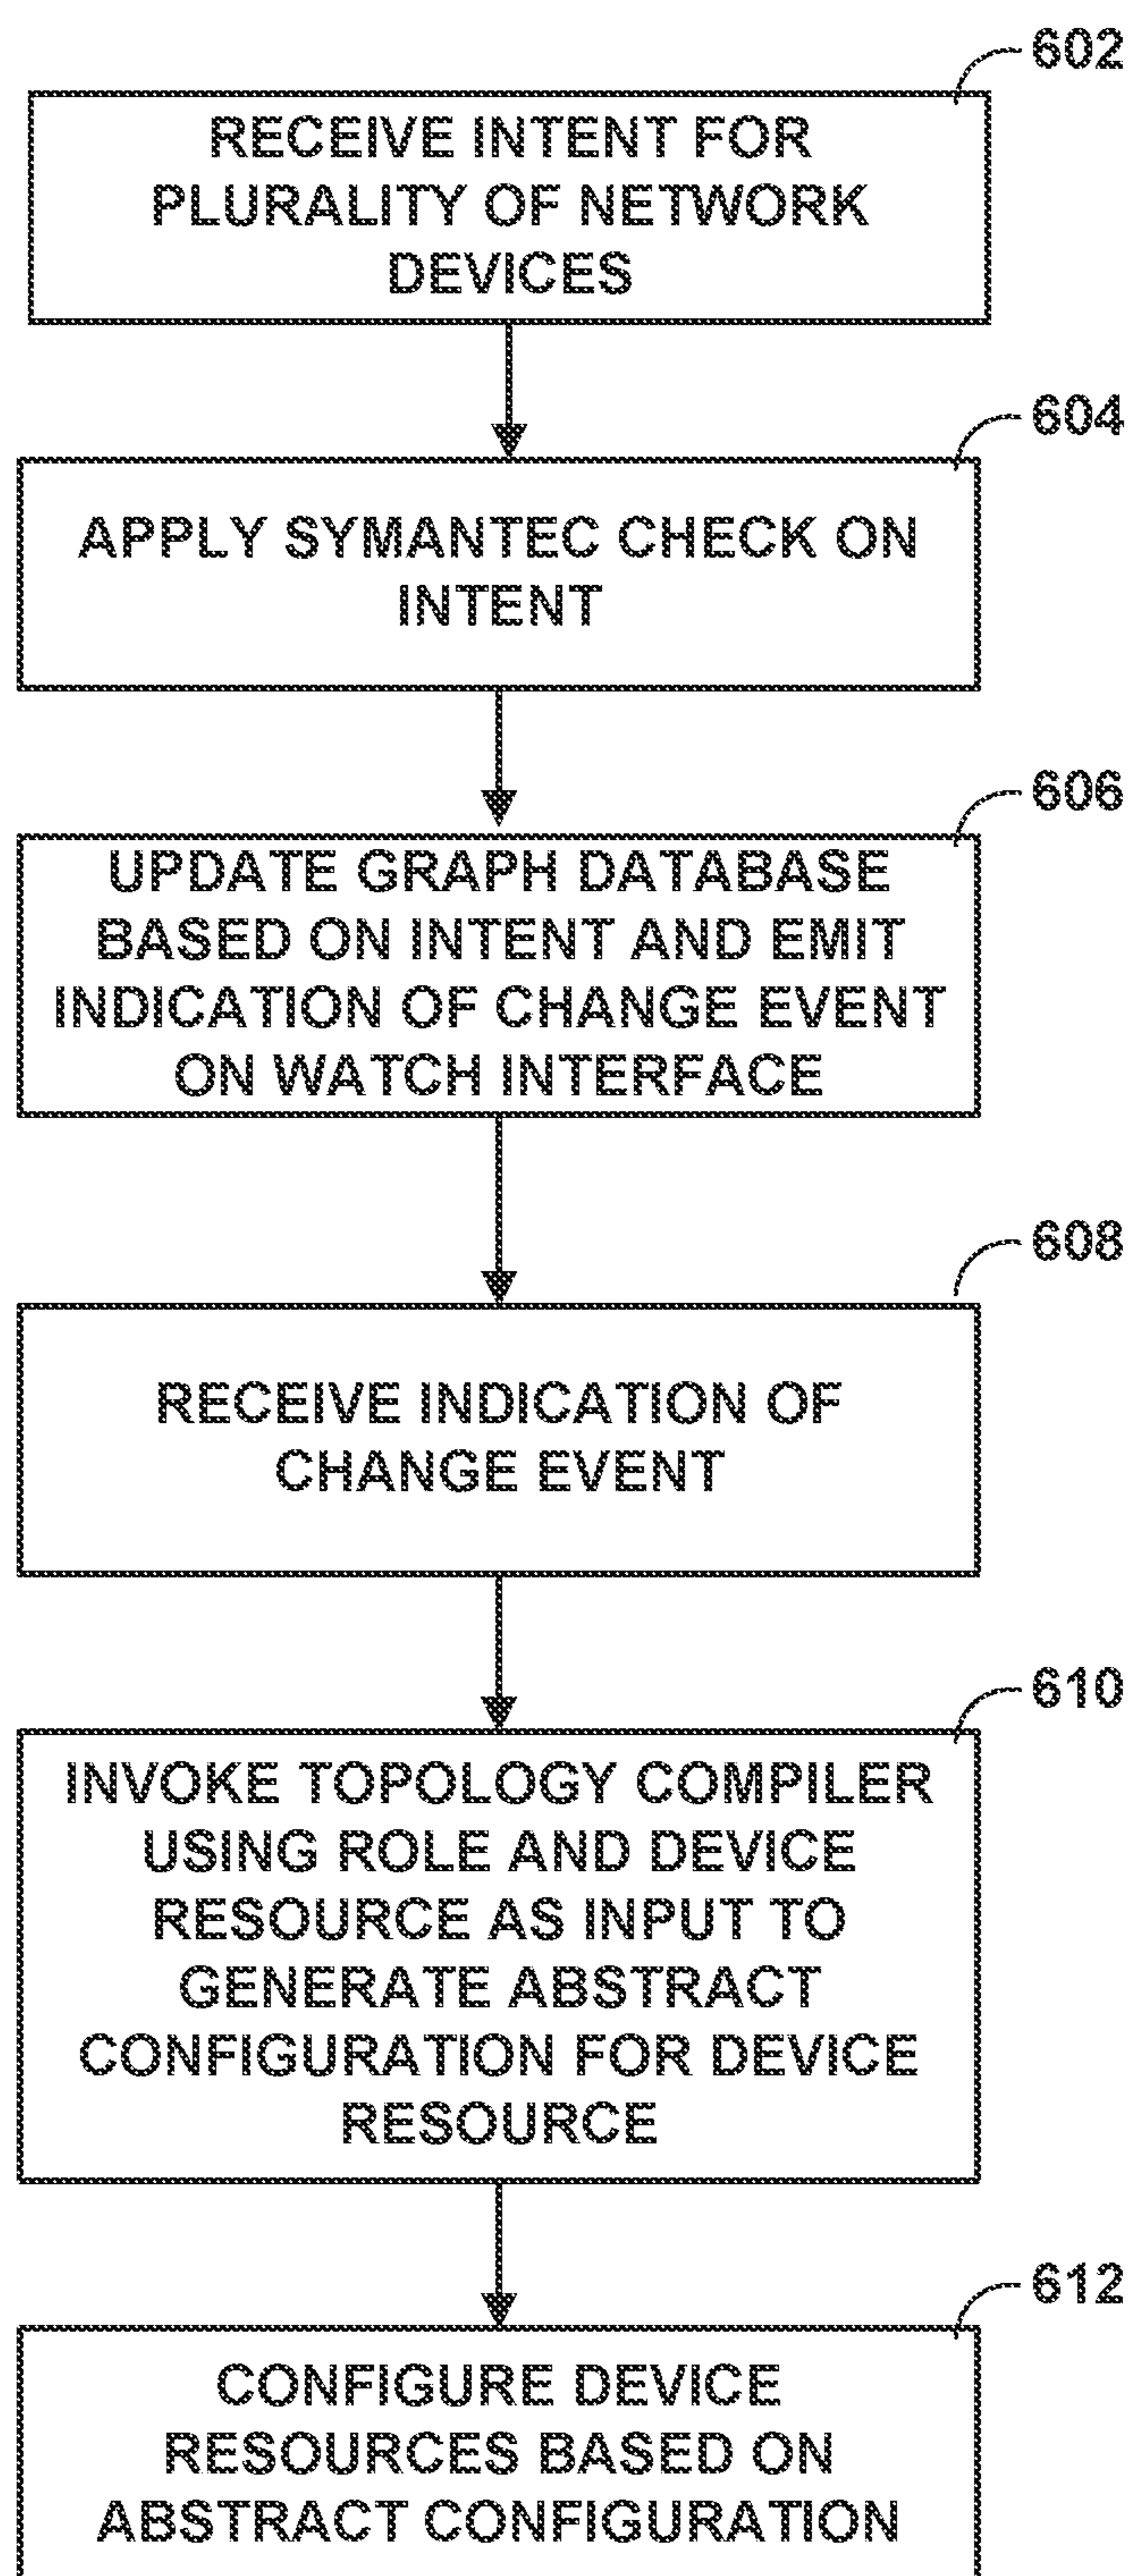 602
RECEIVE INTENT FOR
PLURALITY OF NETWORK
DEVICES
604
APPLY SYMANTEC CHECK ON
INTENT
606
UPDATE GRAPH DATABASE
BASED ON INTENT AND EMIT
INDICATION OF CHANGE EVENT
ON WATCH INTERFACE
608
RECEIVE INDICATION OF
CHANGE EVENT
610
INVOKE TOPOLOGY COMPILER
USING ROLE AND DEVICE
RESOURCE AS INPUT TO
GENERATE ABSTRACT
CONFIGURATION FOR DEVICE
RESOURCE
612
CONFIGURE DEVICE
RESOURCES BASED ON
ABSTRACT CONFIGURATION